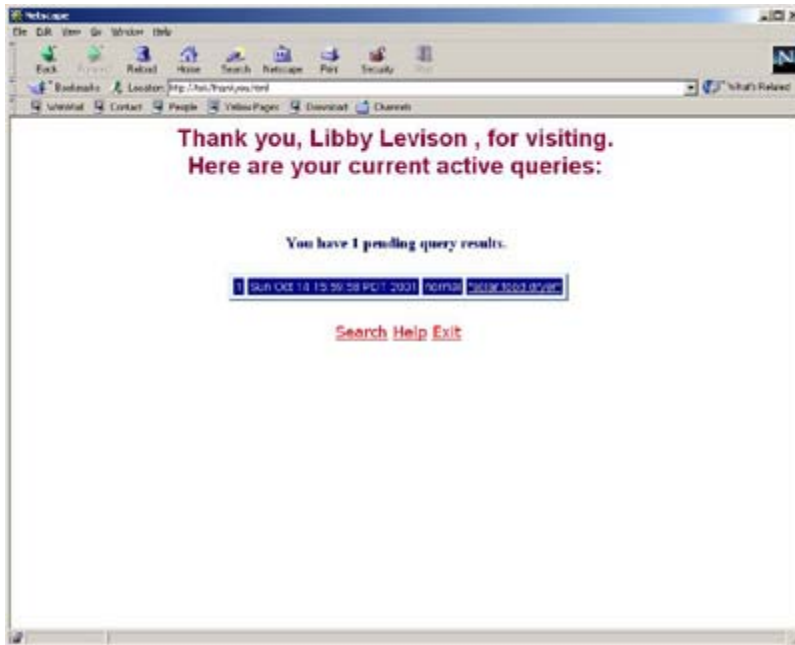 Netscape
File Edit View Go Window Help
Back Reload Home Search Netscape Print Security
Bookmarks Location: What's Related
WebMail Contact People Yellow Pages Download Channels
Thank you, Libby Levison , for visiting.
Here are your current active queries:
You have 1 pending query results.
1 Sun Oct 14 15:59:58 PDT 2001 normal "solar food dryer"
Search Help Exit